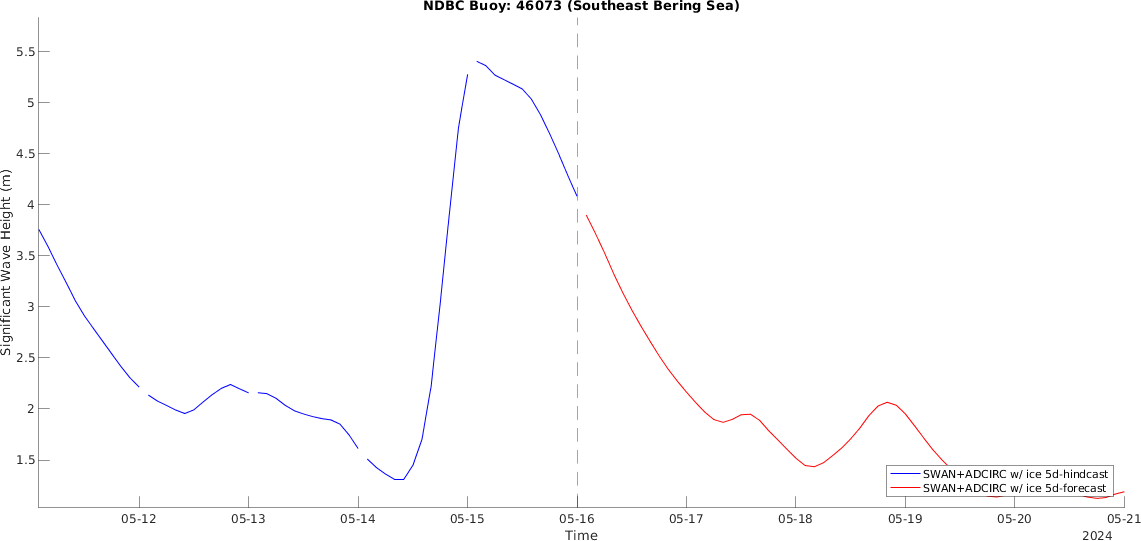 NDBC Buoy: 46073 (Southeast Bering Sea)
Significant Wave Height (m)
5.5
5
4.5
4
3.5
3
2.5
2
1.5
SWAN+ADCIRC w/ ice 5d-hindcast
SWAN+ADCIRC w/ ice 5d-forecast
05-12 05-13 05-14 05-15 05-16 05-17 05-18 05-19 05-20 05-21
Time
2024